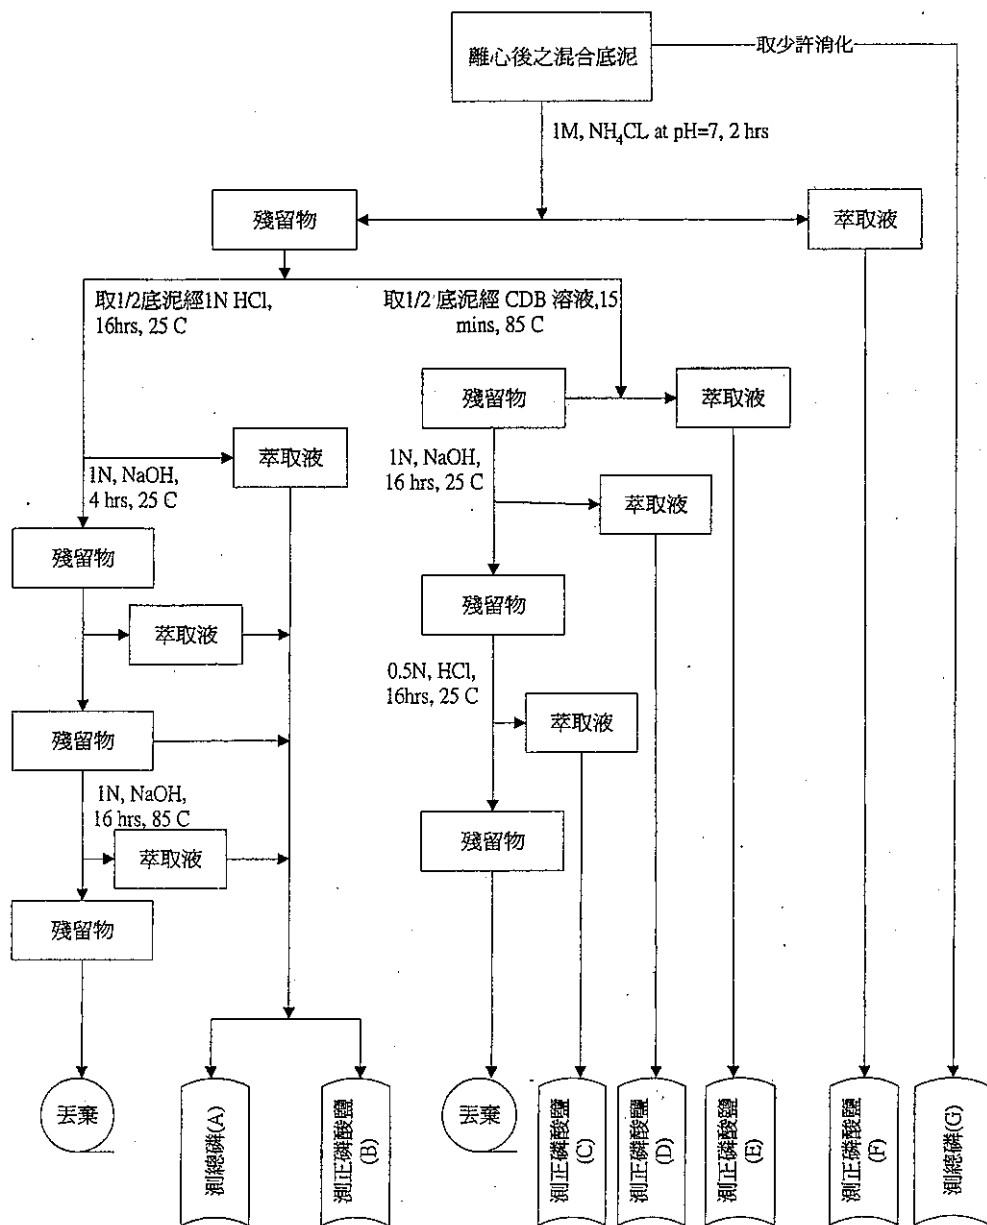 離心後之混合底泥
取少許消化
1M, NH₄CL at pH=7, 2 hrs
殘留物
萃取液
取1/2底泥經1N HCl,
16hrs, 25 C
取1/2 底泥經 CDB 溶液,15
mins, 85 C
殘留物
萃取液
萃取液
1N, NaOH,
4 hrs, 25 C
1N, NaOH,
16 hrs, 25 C
萃取液
殘留物
殘留物
萃取液
0.5N, HCl,
16hrs, 25 C
殘留物
萃取液
1N, NaOH,
16 hrs, 85 C
萃取液
殘留物
殘留物
丟棄
測總磷(A)
測正磷酸鹽
(B)
丟棄
測正磷酸鹽
(C)
測正磷酸鹽
(D)
測正磷酸鹽
(E)
測正磷酸鹽
(F)
測總磷(G)